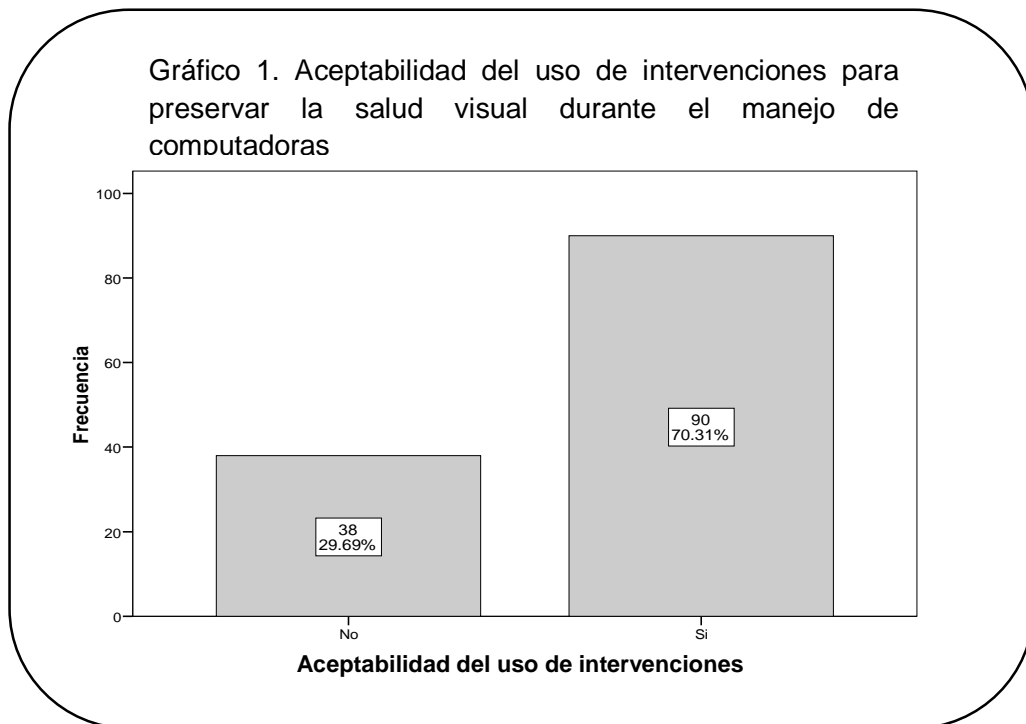 Gráfico 1. Aceptabilidad del uso de intervenciones para
preservar la salud visual durante el manejo de
computadoras
100
80
60
40
20
0
Frecuencia
38
29.69%
90
70.31%
No
Si
Aceptabilidad del uso de intervenciones